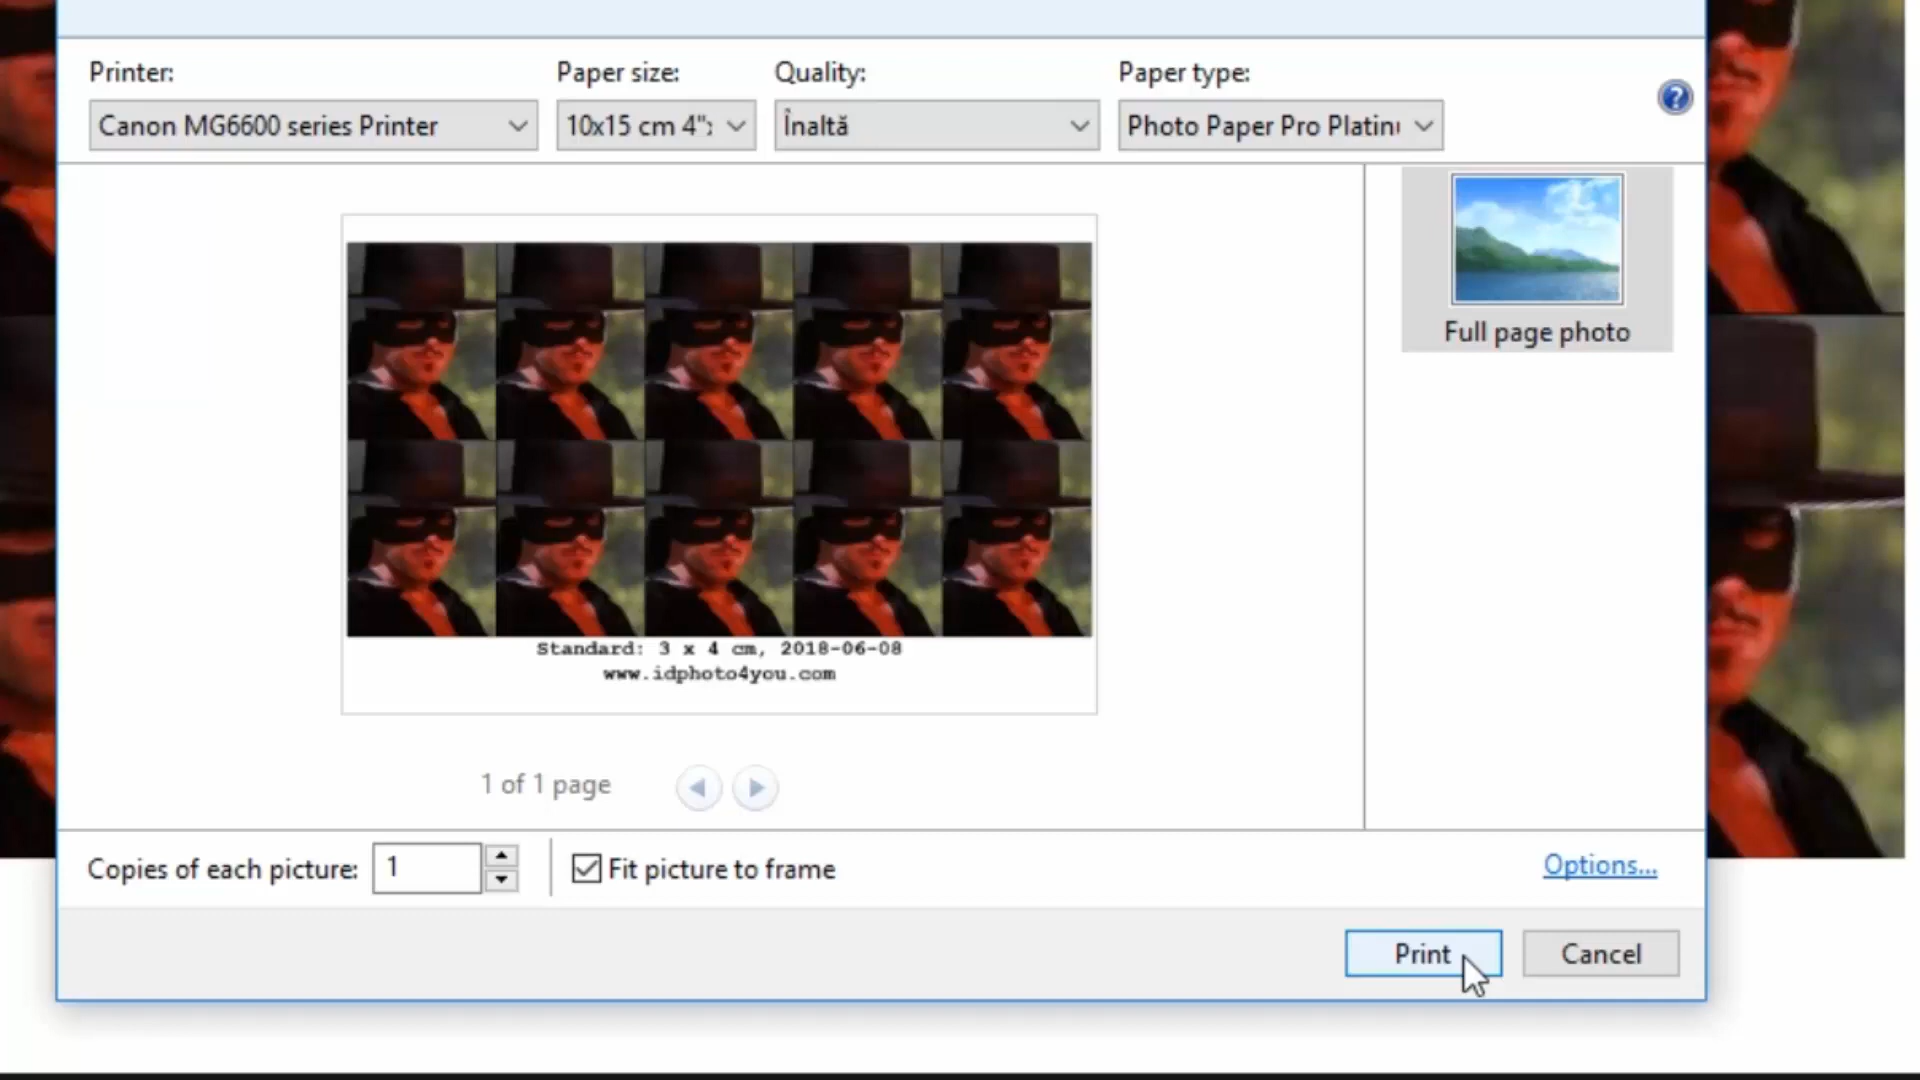 Printer:
Paper size:
Quality:
Paper type:
Canon MG6600 series Printer
10x15 cm 4":
Înaltă
Photo Paper Pro
?
Full page photo
Standard: 3 x 4 cm, 2018-06-08
www.idphoto4you.com
1 of 1 page
Copies of each picture:
1
Fit picture to frame
Options...
Print
Cancel